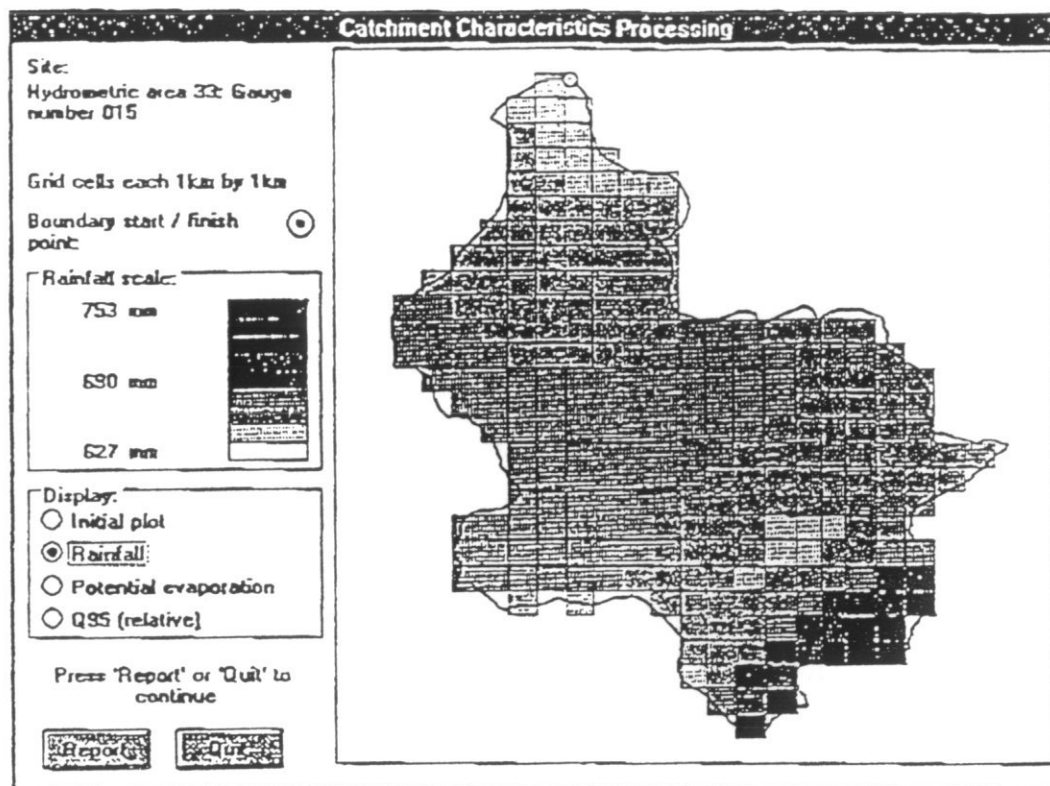 Catchment Characteristics Processing
Site:
Hydrometric area 33: Gauge
number 015
Grid cells each 1km by 1km
Boundary start / finish
point:
Rainfall scale:
753 mm
690 mm
627 mm
Display:
Initial plot
Rainfall
Potential evaporation
Q95 (relative)
Press 'Report' or 'Quit' to
continue
Report
Quit